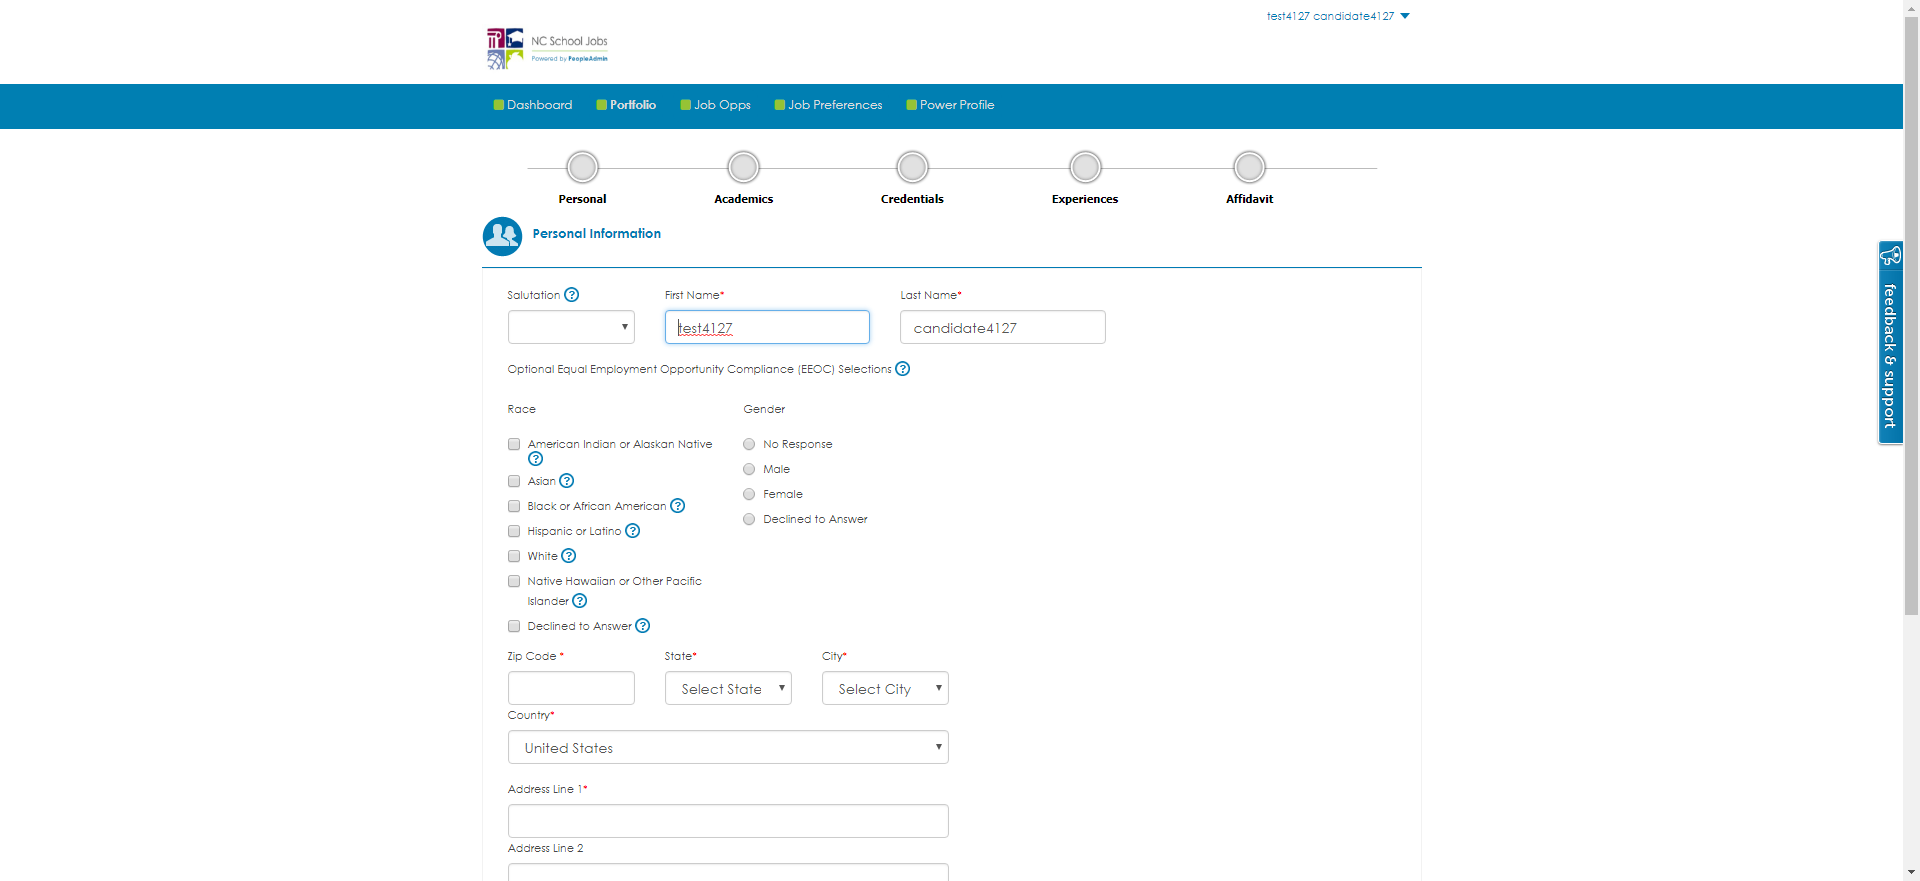 test4127 candidate4127
NC School Jobs
Powered by PeopleAdmin
Dashboard Portfolio Job Opps Job Preferences Power Profile
Personal Academics Credentials Experiences Affidavit
Personal Information
Salutation ? First Name* Last Name*
test4127 candidate4127
Optional Equal Employment Opportunity Compliance (EEOC) Selections ?
Race Gender
American Indian or Alaskan Native No Response
?
Male
Asian ?
Female
Black or African American ?
Declined to Answer
Hispanic or Latino ?
White ?
Native Hawaiian or Other Pacific
Islander ?
Declined to Answer ?
Zip Code * State* City*
Select State Select City
Country*
United States
Address Line 1*
Address Line 2
feedback & support